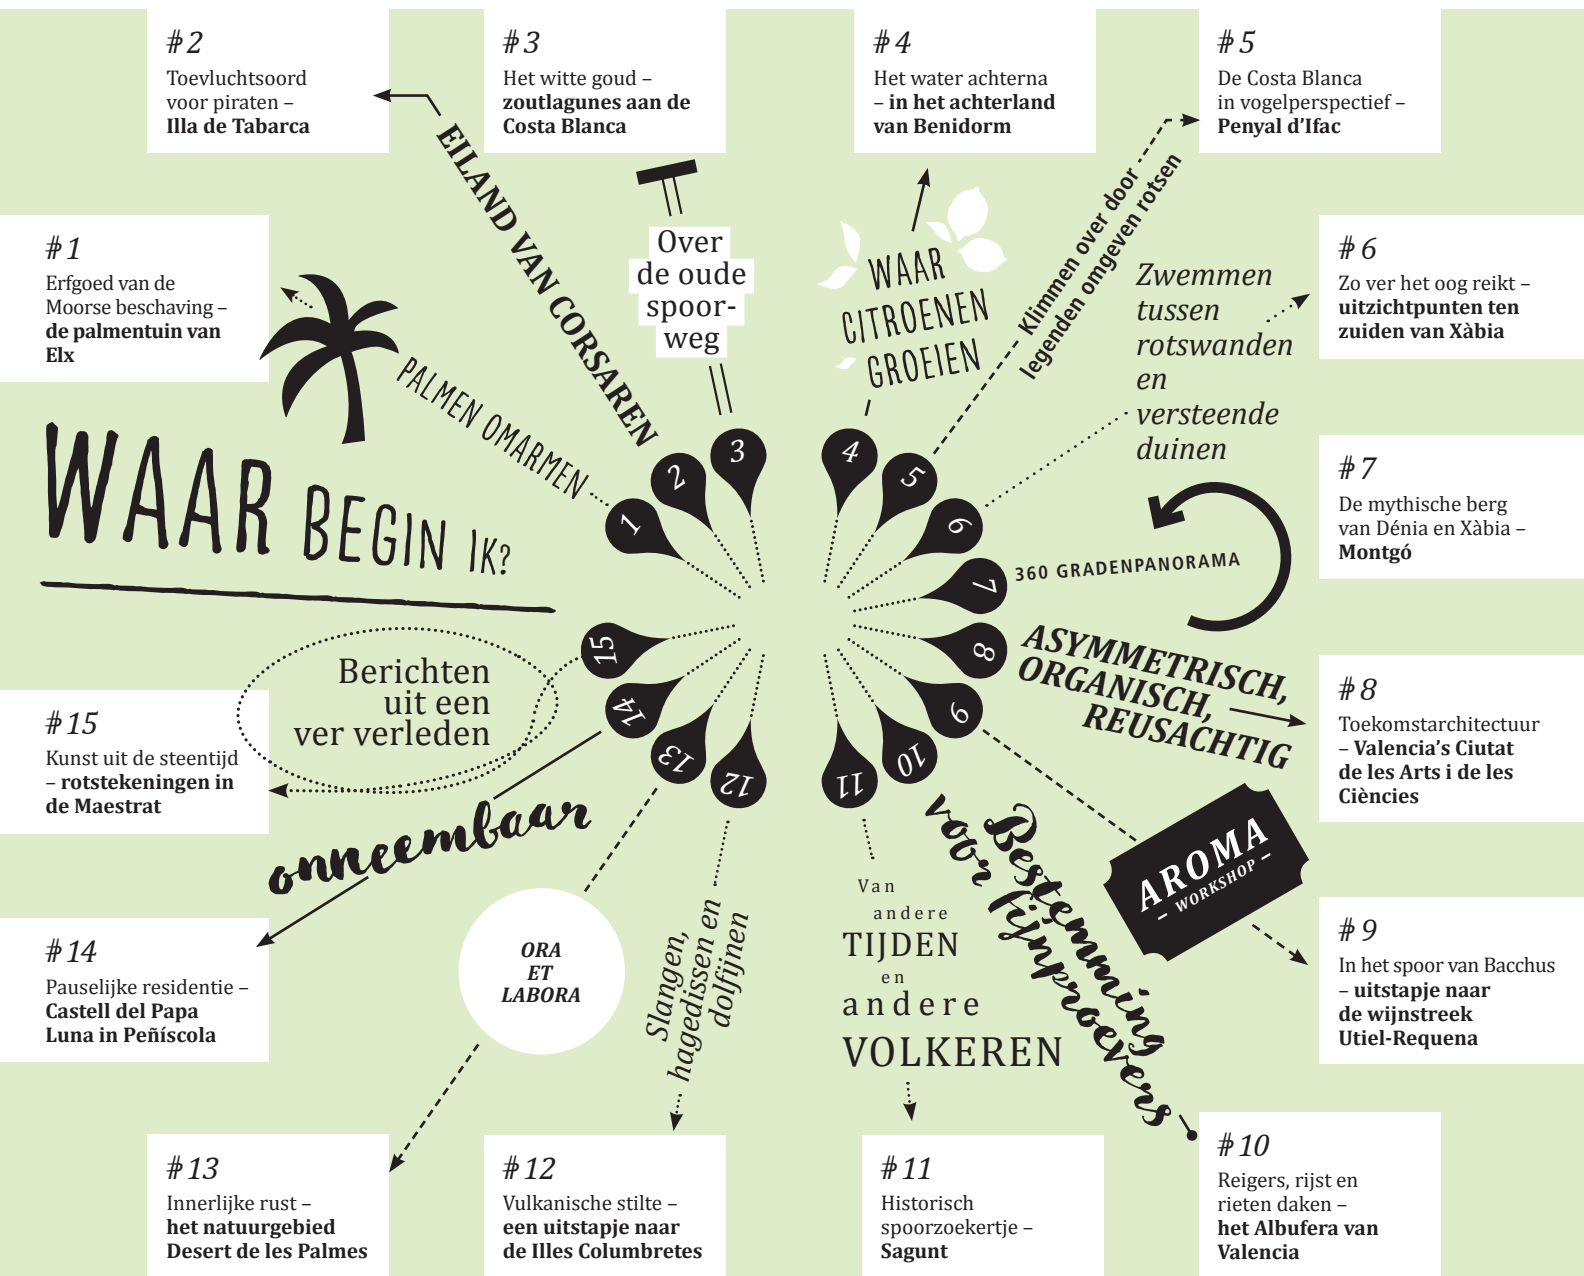 #2
Toevluchtsoord
voor piraten –
Illa de Tabarca
#3
Het witte goud –
zoutlagunes aan de
Costa Blanca
#4
Het water achterna
– in het achterland
van Benidorm
#5
De Costa Blanca
in vogelperspectief –
Penyal d'Ifac
#1
Erfgoed van de
Moorse beschaving –
de palmentuin van
Elx
#6
Zo ver het oog reikt –
uitzichtpunten ten
zuiden van Xàbia
PALMEN OMARMEN
EILAND VAN CORSAREN
Over
de oude
spoor-
weg
WAAR
CITROENEN
GROEIEN
Klimmen over door
legenden omgeven rotsen
Zwemmen
tussen
rotswanden
en
versteende
duinen
WAAR BEGIN IK?
1
2
3
4
5
6
7
8
9
10
11
12
13
14
15
360 GRADENPANORAMA
#7
De mythische berg
van Dénia en Xàbia –
Montgó
ASYMMETRISCH,
ORGANISCH,
REUSACHTIG
#8
Toekomstarchitectuur
– Valencia's Ciutat
de les Arts i de les
Ciències
Berichten
uit een
ver verleden
#15
Kunst uit de steentijd
– rotstekeningen in
de Maestrat
onneembaar
#14
Pauselijke residentie –
Castell del Papa
Luna in Peñíscola
ORA
ET
LABORA
Slangen,
hagedissen en
dolfijnen
Van
andere
TIJDEN
en
andere
VOLKEREN
Bestemming
voor fijnproevers
AROMA
– WORKSHOP –
#9
In het spoor van Bacchus
– uitstapje naar
de wijnstreek
Utiel-Requena
#13
Innerlijke rust –
het natuurgebied
Desert de les Palmes
#12
Vulkanische stilte –
een uitstapje naar
de Illes Columbretes
#11
Historisch
spoorzoekertje –
Sagunt
#10
Reigers, rijst en
rieten daken –
het Albufera van
Valencia